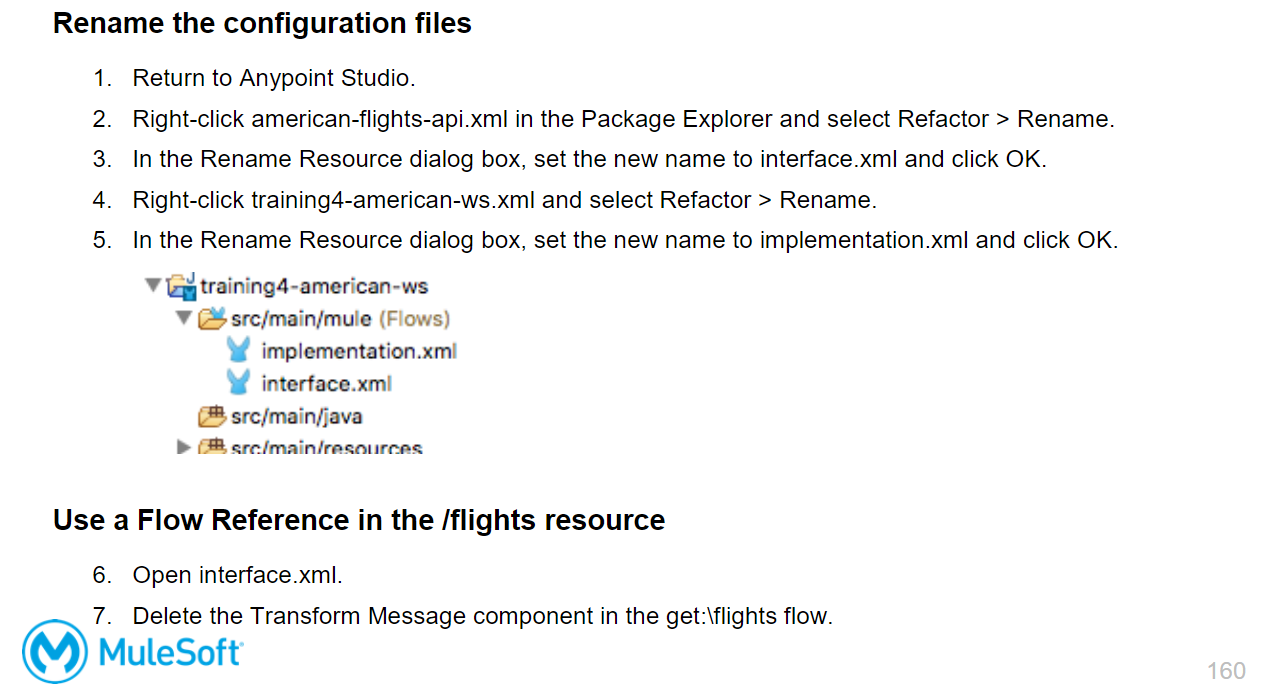 Rename the configuration files
1. Return to Anypoint Studio.
2. Right-click american-flights-api.xml in the Package Explorer and select Refactor > Rename.
3. In the Rename Resource dialog box, set the new name to interface.xml and click OK.
4. Right-click training4-american-ws.xml and select Refactor > Rename.
5. In the Rename Resource dialog box, set the new name to implementation.xml and click OK.
training4-american-ws
src/main/mule (Flows)
implementation.xml
interface.xml
src/main/java
src/main/resources
Use a Flow Reference in the /flights resource
6. Open interface.xml.
7. Delete the Transform Message component in the get:\flights flow.
MuleSoft
160